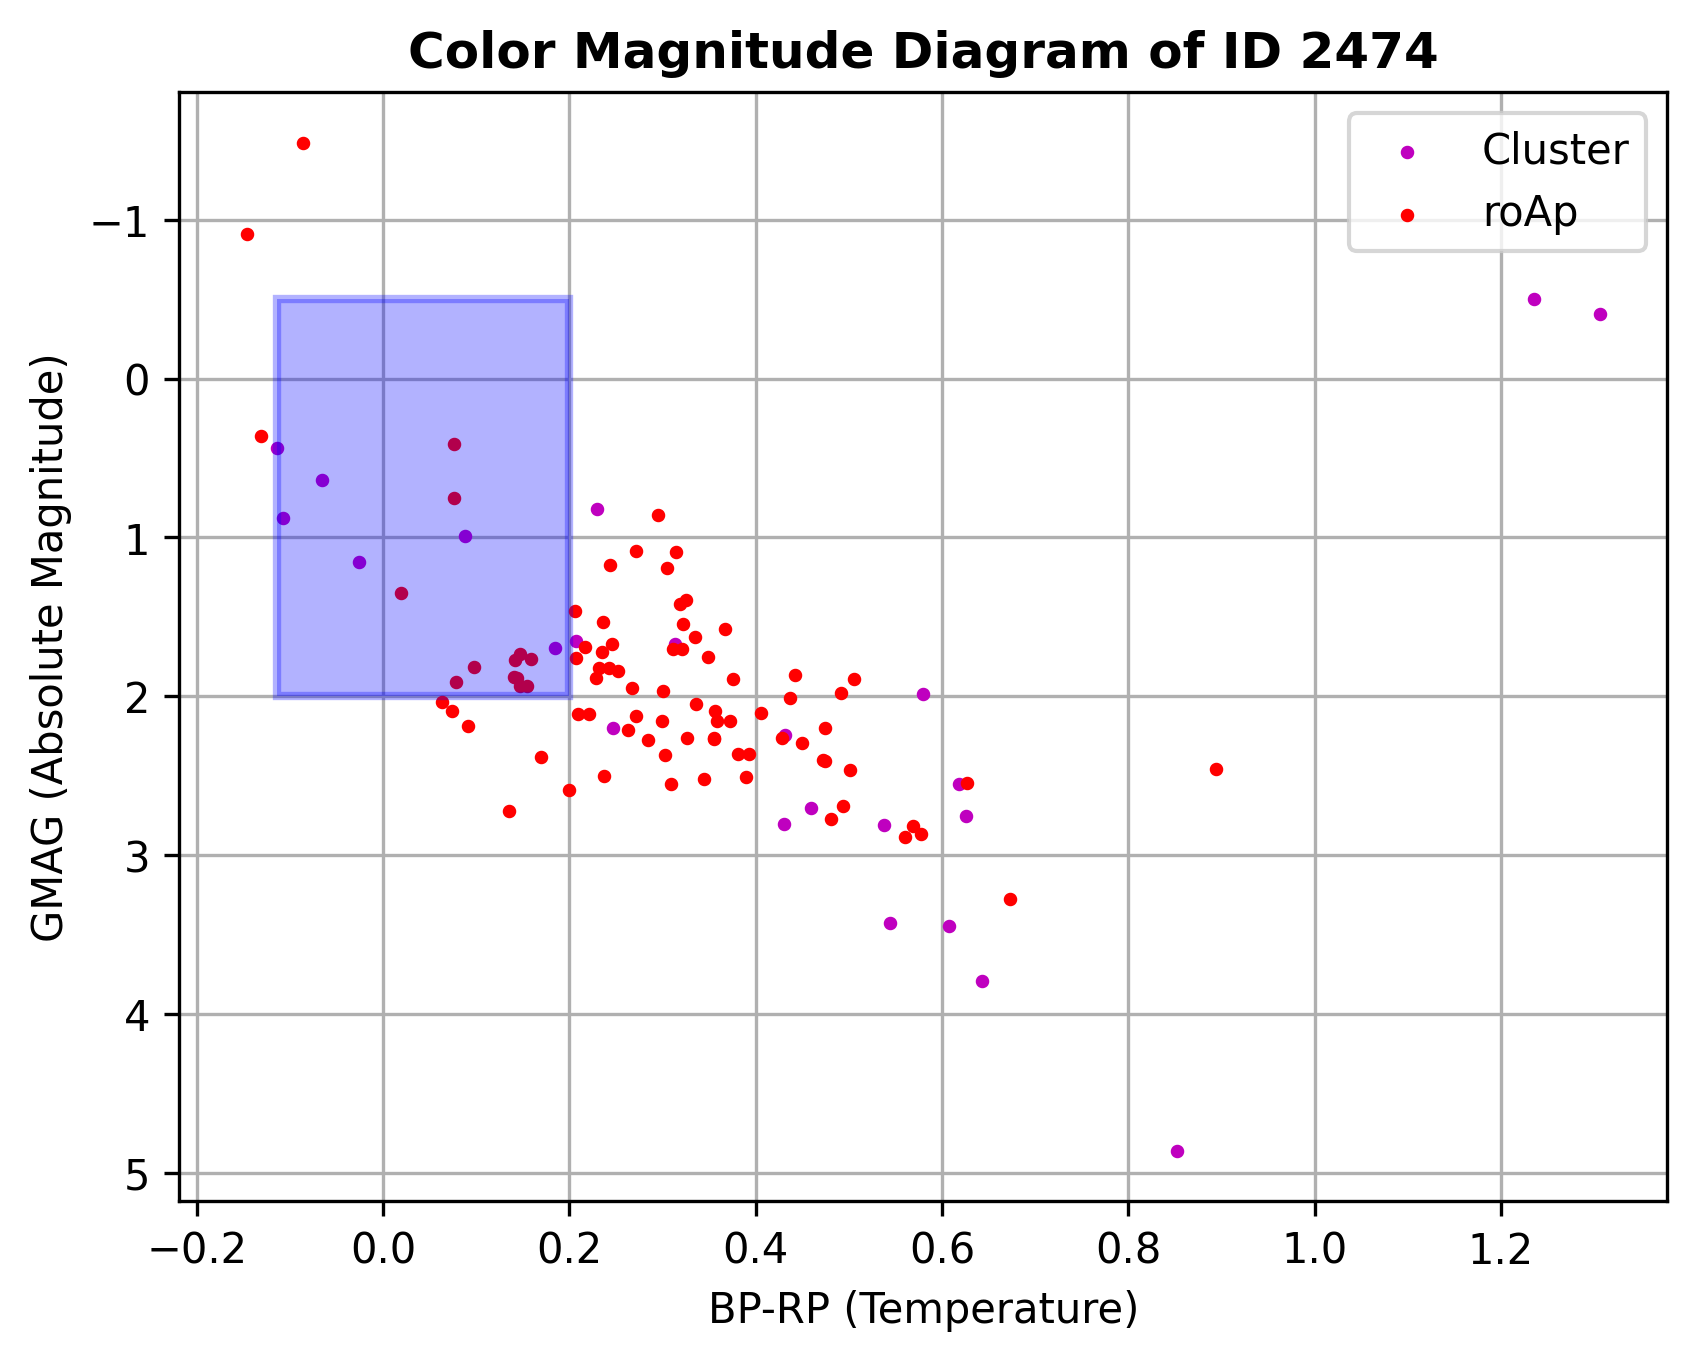 Color Magnitude Diagram of ID 2474
Cluster
roAp
−1
0
1
2
3
4
5
GMAG (Absolute Magnitude)
−0.2 0.0 0.2 0.4 0.6 0.8 1.0 1.2
BP-RP (Temperature)